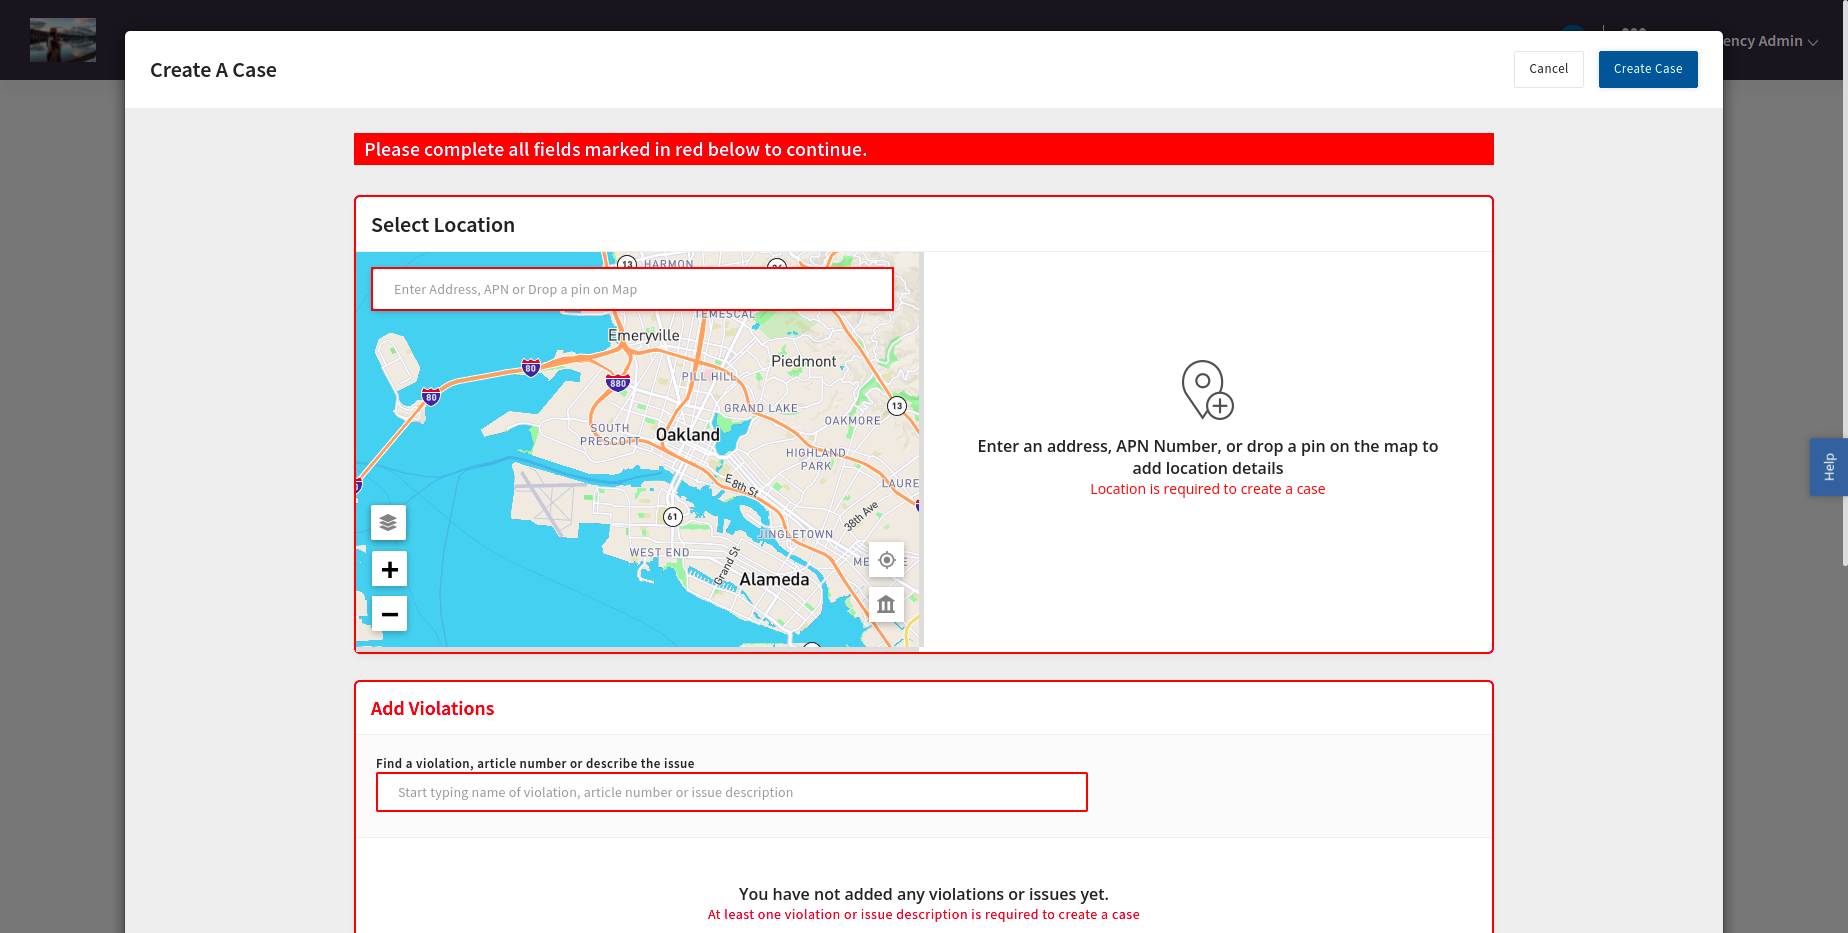 ency Admin
Create A Case
Cancel
Create Case
Please complete all fields marked in red below to continue.
Select Location
13
HARMON
Enter Address, APN or Drop a pin on Map
TEMESCAL
Emeryville
Piedmont
80
880
PILL HILL
80
GRAND LAKE
13
OAKMORE
SOUTH
PRESCOTT
Oakland
HIGHLAND
PARK
E 8th St
LAURE
38th Ave
61
JINGLETOWN
WEST END
Grand St
ME
Alameda
Enter an address, APN Number, or drop a pin on the map to
add location details
Location is required to create a case
Help
Add Violations
Find a violation, article number or describe the issue
Start typing name of violation, article number or issue description
You have not added any violations or issues yet.
At least one violation or issue description is required to create a case